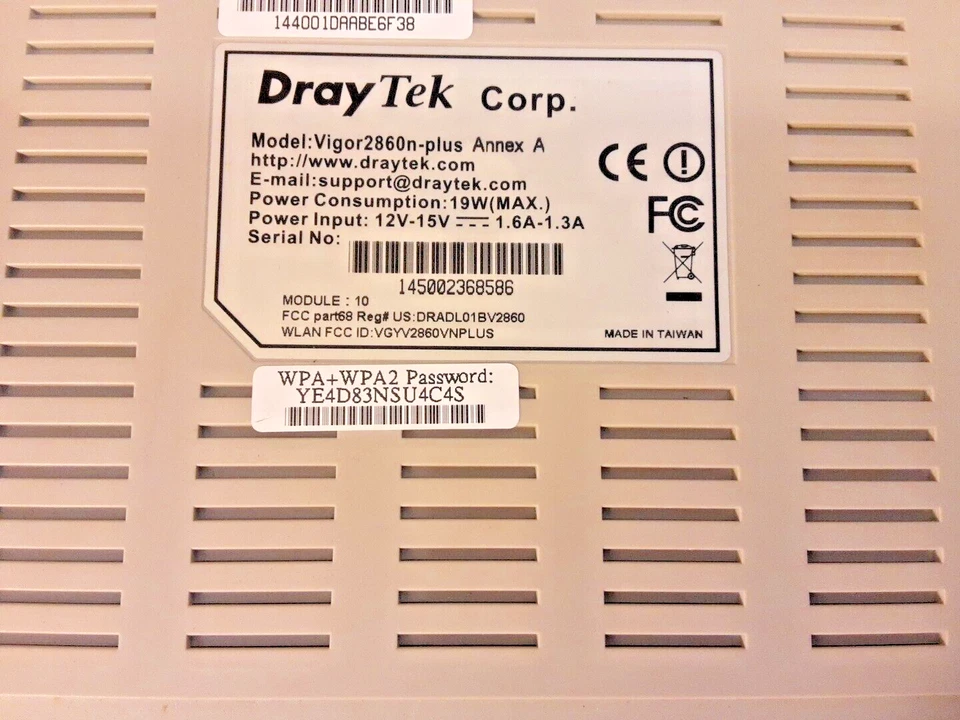 144001DAABE6F38
DrayTek Corp.
Model:Vigor2860n-plus Annex A
http://www.draytek.com
E-mail:support@draytek.com
Power Consumption:19W(MAX.)
Power Input: 12V-15V ⎓ 1.6A-1.3A
Serial No:
145002368586
MODULE : 10
FCC part68 Reg# US:DRADL01BV2860
WLAN FCC ID:VGYV2860VNPLUS
CE
FC
MADE IN TAIWAN
WPA+WPA2 Password:
YE4D83NSU4C4S